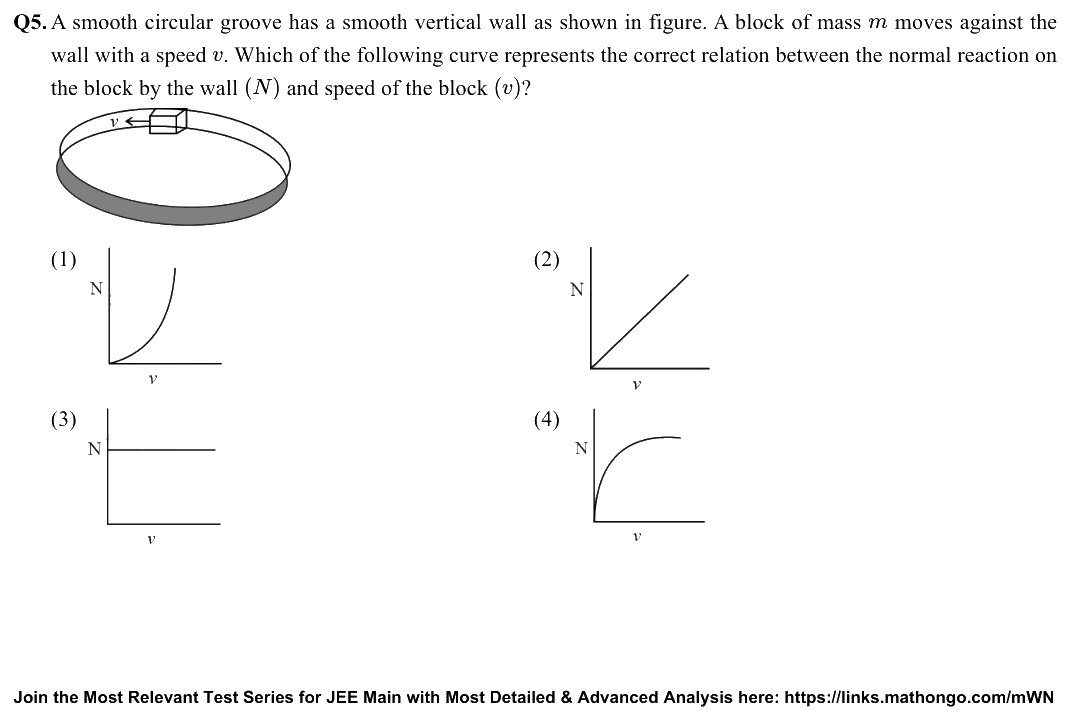 Q5. A smooth circular groove has a smooth vertical wall as shown in figure. A block of mass m moves against the
wall with a speed v. Which of the following curve represents the correct relation between the normal reaction on
the block by the wall (N) and speed of the block (v)?
v
(1)
N
v
(2)
N
v
(3)
N
v
(4)
N
v
Join the Most Relevant Test Series for JEE Main with Most Detailed & Advanced Analysis here: https://links.mathongo.com/mWN